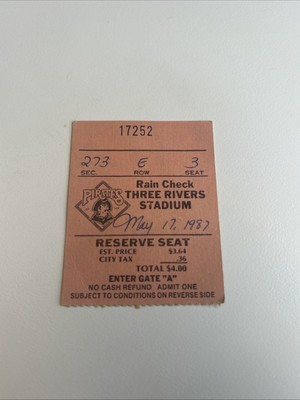 17252
273 E 3
SEC. ROW SEAT
PIRATES
Rain Check
THREE RIVERS
STADIUM
May 17, 1987
RESERVE SEAT
EST. PRICE $3.64
CITY TAX .36
TOTAL $4.00
ENTER GATE "A"
NO CASH REFUND ADMIT ONE
SUBJECT TO CONDITIONS ON REVERSE SIDE